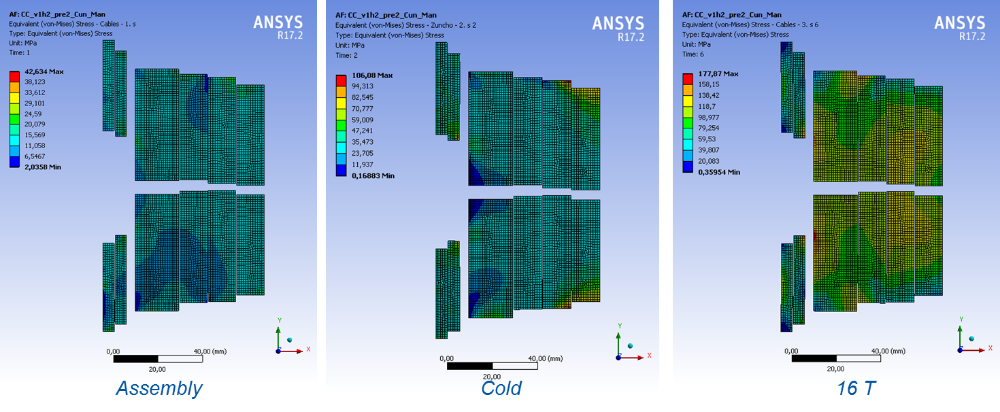 AF: CC_v1h2_pre2_Cun_Man
Equivalent (von-Mises) Stress - Cables - 1. s
Type: Equivalent (von-Mises) Stress
Unit: MPa
Time: 1
ANSYS
R17.2
42,634 Max
38,123
33,612
29,101
24,59
20,079
15,569
11,058
6,5467
2,0358 Min
Y
X
Z
0,00
40,00 (mm)
20,00
Assembly
AF: CC_v1h2_pre2_Cun_Man
Equivalent (von-Mises) Stress - Zuncho - 2. s 2
Type: Equivalent (von-Mises) Stress
Unit: MPa
Time: 2
ANSYS
R17.2
106,08 Max
94,313
82,545
70,777
59,009
47,241
35,473
23,705
11,937
0,16883 Min
Y
X
Z
0,00
40,00 (mm)
20,00
Cold
AF: CC_v1h2_pre2_Cun_Man
Equivalent (von-Mises) Stress - Cables - 3. s 6
Type: Equivalent (von-Mises) Stress
Unit: MPa
Time: 6
ANSYS
R17.2
177,87 Max
158,15
138,42
118,7
98,977
79,254
59,53
39,807
20,083
0,35954 Min
Y
X
Z
0,00
40,00 (mm)
20,00
16 T